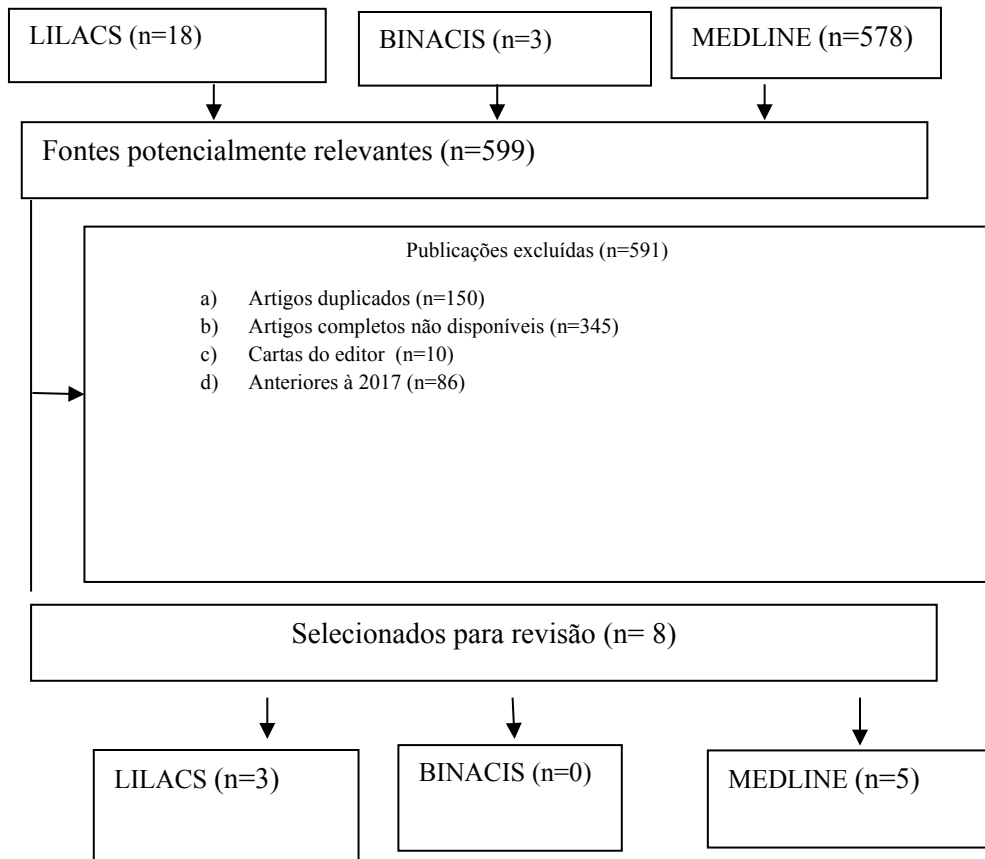 LILACS (n=18)
BINACIS (n=3)
MEDLINE (n=578)
Fontes potencialmente relevantes (n=599)
Publicações excluídas (n=591)
a) Artigos duplicados (n=150)
b) Artigos completos não disponíveis (n=345)
c) Cartas do editor (n=10)
d) Anteriores à 2017 (n=86)
Selecionados para revisão (n= 8)
LILACS (n=3)
BINACIS (n=0)
MEDLINE (n=5)